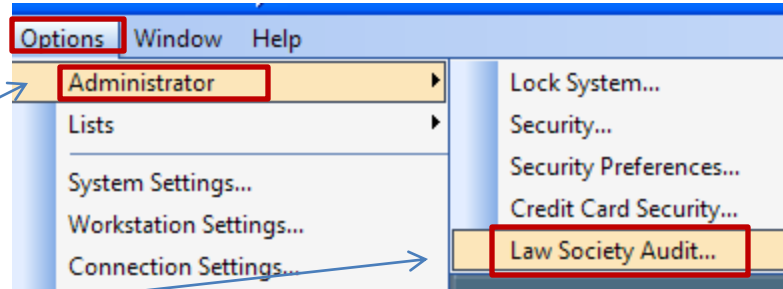 Options Window Help
Administrator
Lists
System Settings...
Workstation Settings...
Connection Settings...
Lock System...
Security...
Security Preferences...
Credit Card Security...
Law Society Audit...